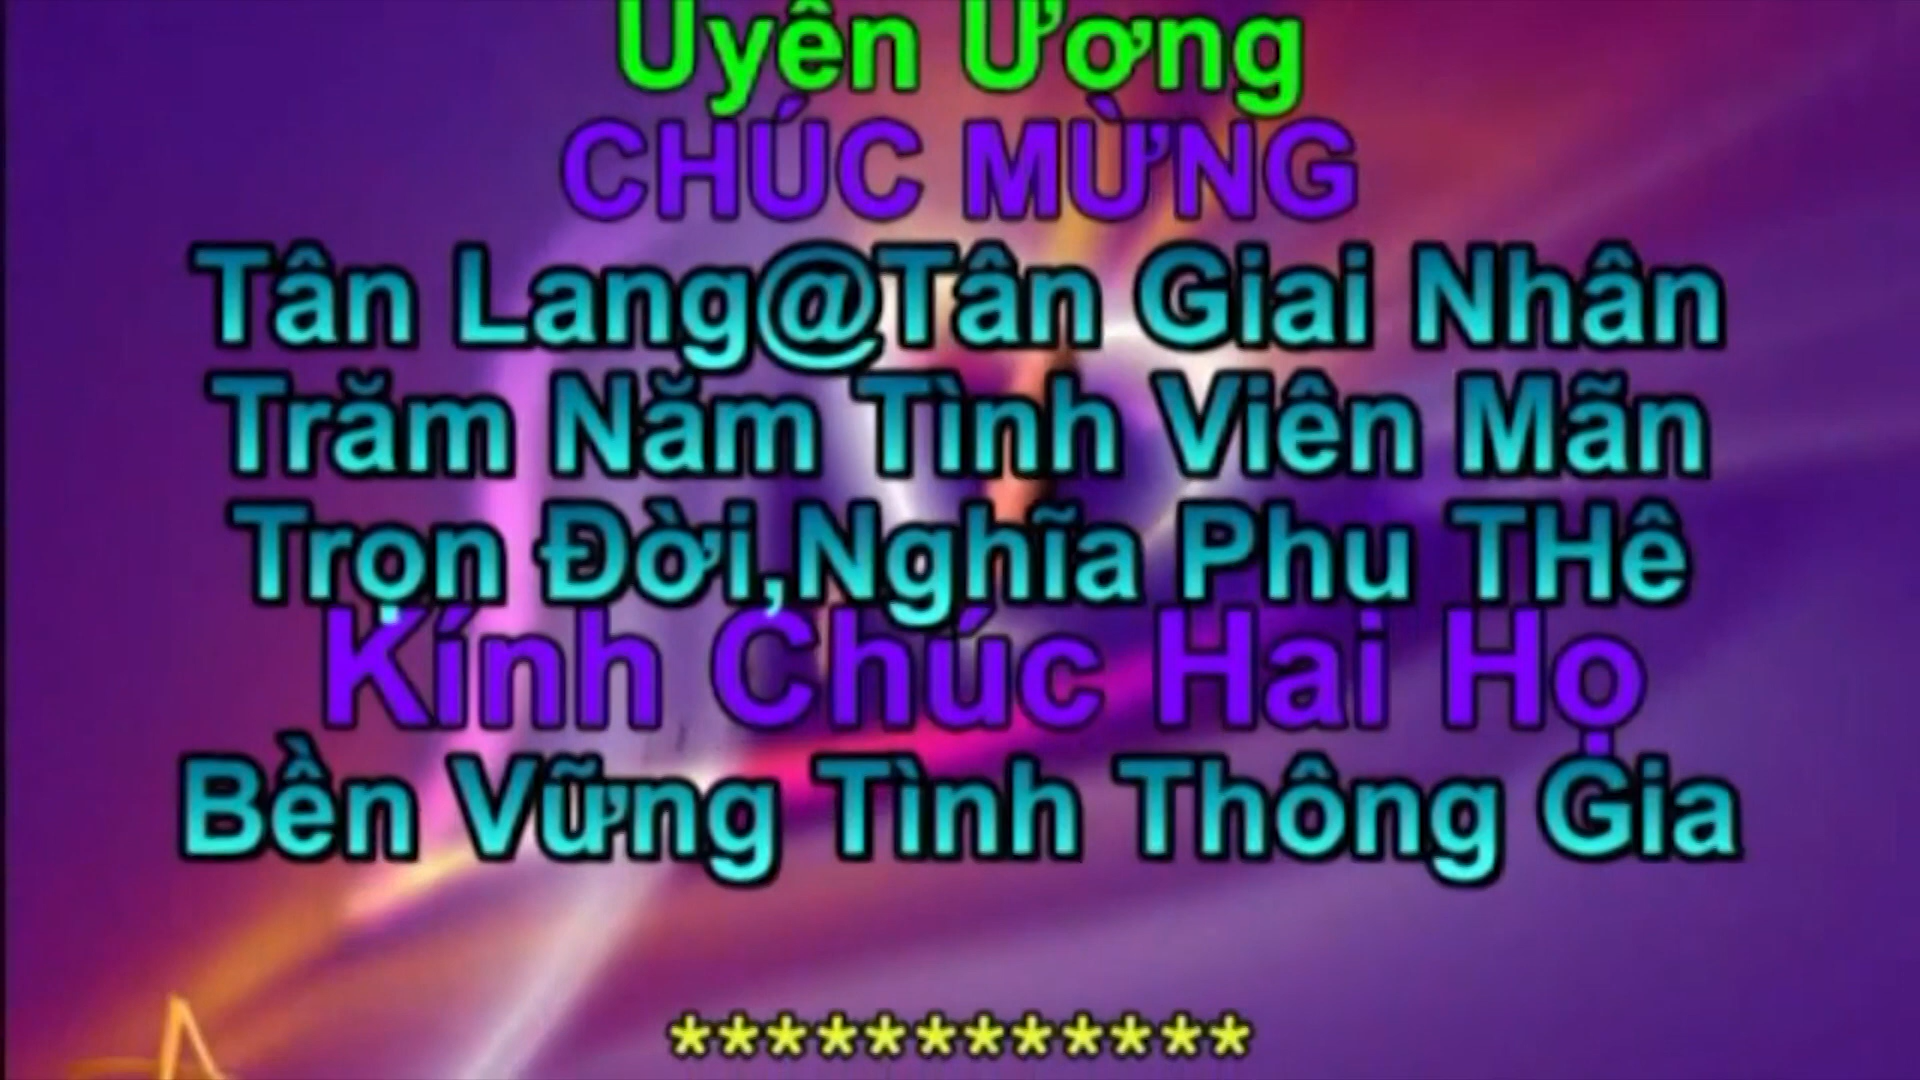 Uyên Ương
CHÚC MỪNG
Tân Lang@Tân Giai Nhân
Trăm Năm Tình Viên Mãn
Trọn Đời,Nghĩa Phu THê
Kính Chúc Hai Họ
Bền Vững Tình Thông Gia
************